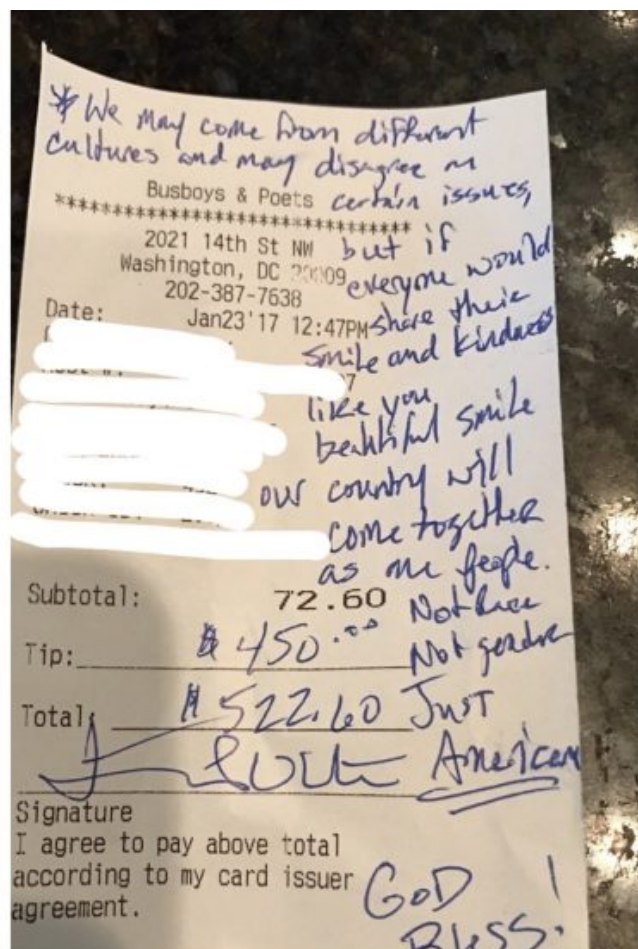 * We may come from different
cultures and may disagree on
Busboys & Poets certain issues,
*******************************
2021 14th St NW but if
Washington, DC 20009 everyone would
202-387-7638
Date: Jan23'17 12:47PM share their
smile and kindness
7
like you
beautiful smile
our country will
come together
as one people.
Subtotal: 72.60 Not Race
Tip: $450.00 Not gender
Total: $522.60 Just
American
Signature
I agree to pay above total
according to my card issuer
agreement.
GOD !
Bless!